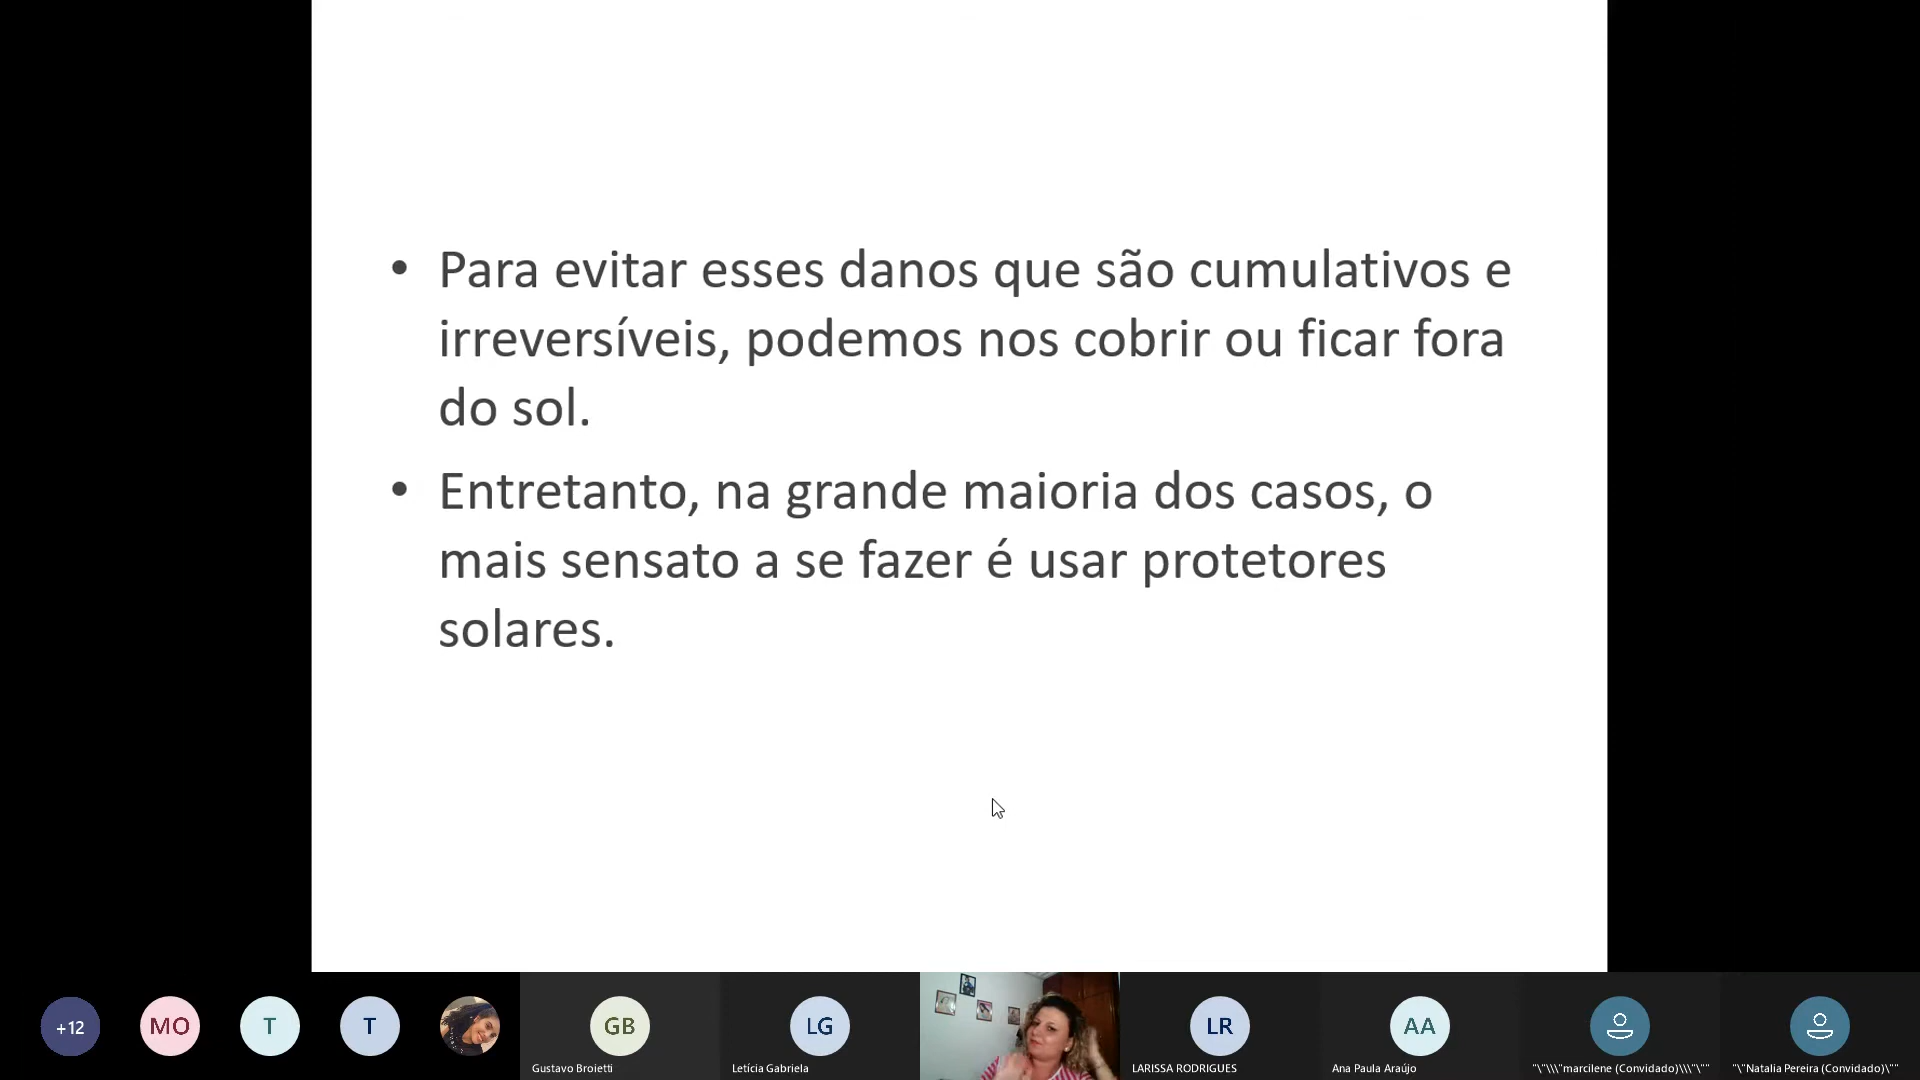 • Para evitar esses danos que são cumulativos e
irreversíveis, podemos nos cobrir ou ficar fora
do sol.
• Entretanto, na grande maioria dos casos, o
mais sensato a se fazer é usar protetores
solares.
+12
MO
T
T
GB
LG
LR
AA
Gustavo Broietti
Letícia Gabriela
LARISSA RODRIGUES
Ana Paula Araújo
"\"\\\"marcilene (Convidado)\\\"\""
"\"Natalia Pereira (Convidado)\""